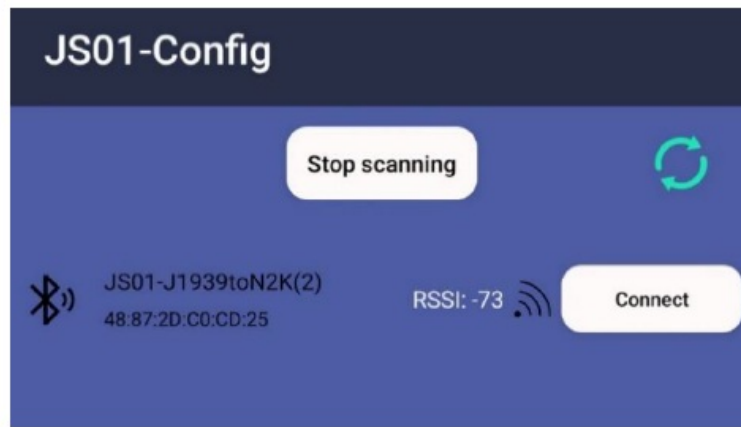 JS01-Config
Stop scanning
JS01-J1939toN2K(2)
RSSI: -73
Connect
48:87:2D:C0:CD:25